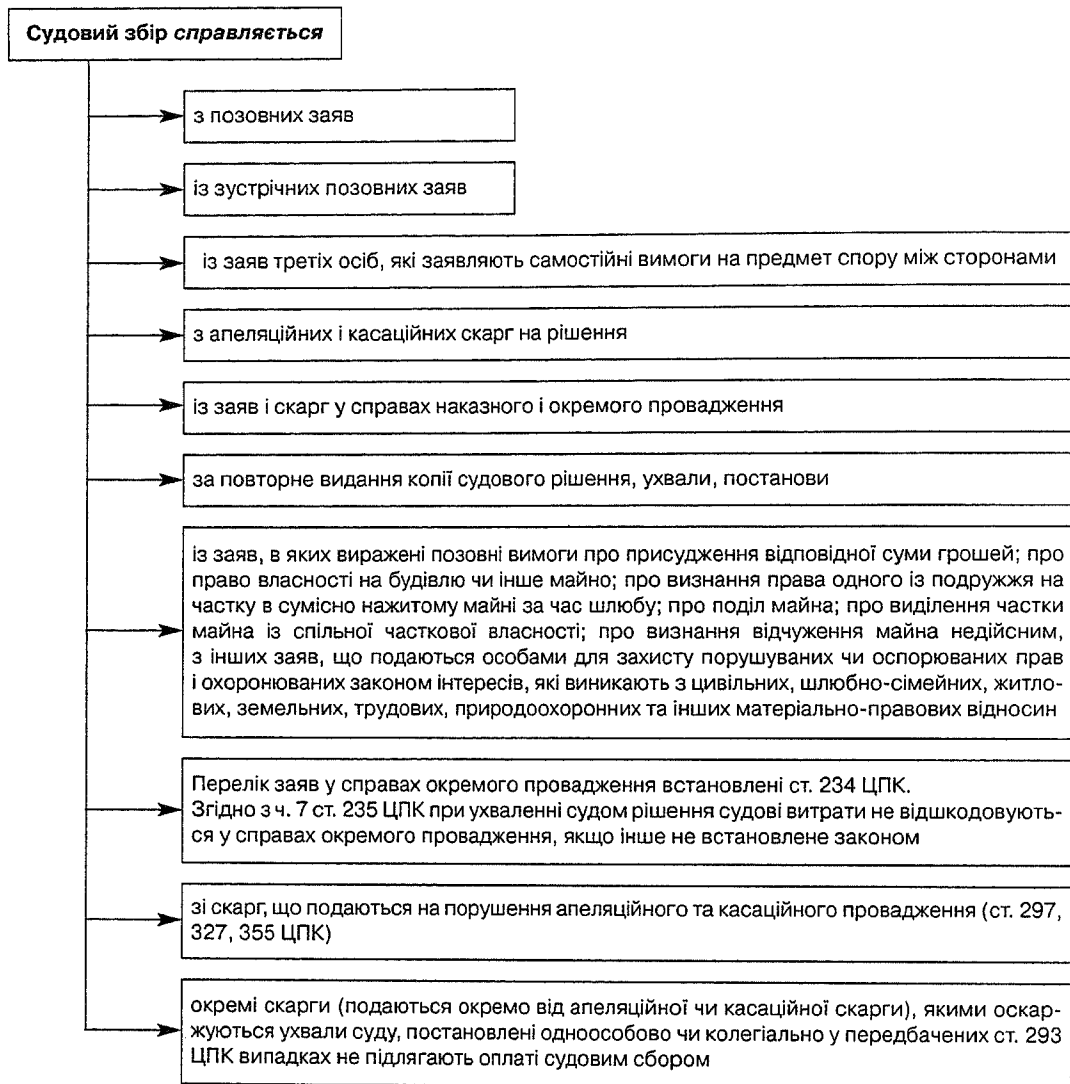 Судовий збір справляється
з позовних заяв
із зустрічних позовних заяв
із заяв третіх осіб, які заявляють самостійні вимоги на предмет спору між сторонами
з апеляційних і касаційних скарг на рішення
із заяв і скарг у справах наказного і окремого провадження
за повторне видання копії судового рішення, ухвали, постанови
із заяв, в яких виражені позовні вимоги про присудження відповідної суми грошей; про
право власності на будівлю чи інше майно; про визнання права одного із подружжя на
частку в сумісно нажитому майні за час шлюбу; про поділ майна; про виділення частки
майна із спільної часткової власності; про визнання відчуження майна недійсним,
з інших заяв, що подаються особами для захисту порушуваних чи оспорюваних прав
і охоронюваних законом інтересів, які виникають з цивільних, шлюбно-сімейних, житло-
вих, земельних, трудових, природоохоронних та інших матеріально-правових відносин
Перелік заяв у справах окремого провадження встановлені ст. 234 ЦПК.
Згідно з ч. 7 ст. 235 ЦПК при ухваленні судом рішення судові витрати не відшкодовують-
ся у справах окремого провадження, якщо інше не встановлене законом
зі скарг, що подаються на порушення апеляційного та касаційного провадження (ст. 297,
327, 355 ЦПК)
окремі скарги (подаються окремо від апеляційної чи касаційної скарги), якими оскар-
жуються ухвали суду, постановлені одноособово чи колегіально у передбачених ст. 293
ЦПК випадках не підлягають оплаті судовим сбором